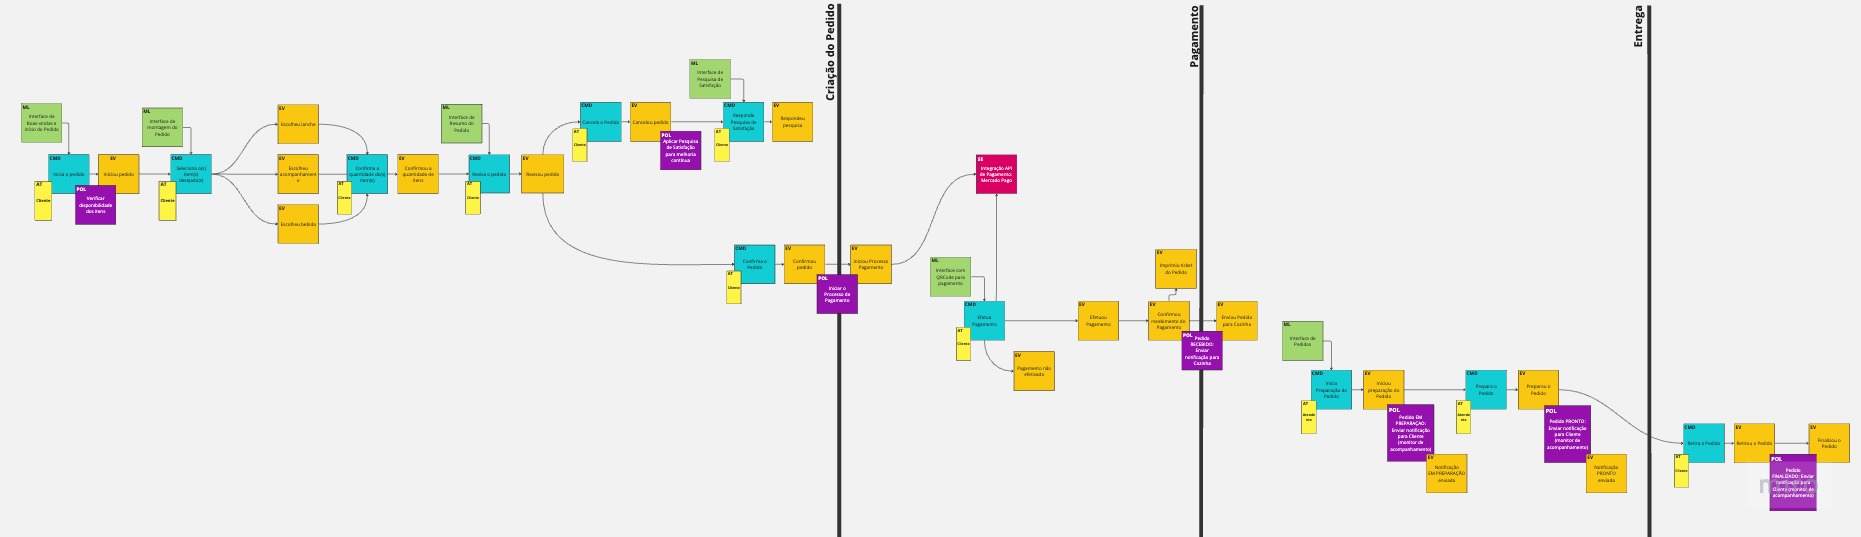 ML
Interface de
Boas-vindas e
início do Pedido
CMD
Inicia o pedido
AT
Cliente
EV
Iniciou pedido
POL
Verificar
disponibilidade
dos itens
ML
Interface de
montagem do
Pedido
CMD
Seleciona o(s)
item(s)
desejado(s)
AT
Cliente
EV
Escolheu lanche
EV
Escolheu
acompanhament
o
EV
Escolheu bebida
CMD
Confirma a
quantidade do(s)
item(s)
AT
Cliente
EV
Confirmou a
quantidade de
itens
ML
Interface de
Resumo do
Pedido
CMD
Revisa o pedido
AT
Cliente
EV
Revisou pedido
CMD
Cancela o Pedido
AT
Cliente
EV
Cancelou pedido
POL
Aplicar Pesquisa
de Satisfação
para melhoria
contínua
ML
Interface de
Pesquisa de
Satisfação
CMD
Responde
Pesquisa de
Satisfação
AT
Cliente
EV
Respondeu
pesquisa
CMD
Confirma o
Pedido
AT
Cliente
EV
Confirmou
pedido
POL
Iniciar o
Processo de
Pagamento
Criação do Pedido
EV
Iniciou Processo
Pagamento
SE
Integração API
de Pagamento:
Mercado Pago
ML
Interface com
QRCode para
pagamento
CMD
Efetua
Pagamento
AT
Cliente
EV
Pagamento não
efetivado
EV
Efetuou
Pagamento
EV
Confirmou
recebimento do
Pagamento
EV
Imprimiu ticket
do Pedido
POL
Pedido
RECEBIDO:
Enviar
notificação para
Cozinha
Pagamento
EV
Enviou Pedido
para Cozinha
ML
Interface de
Pedidos
CMD
Inicia
Preparação do
Pedido
AT
Atende
nte
EV
Iniciou
preparação do
Pedido
POL
Pedido EM
PREPARAÇAO:
Enviar notificação
para Cliente
(monitor de
acompanhamento)
EV
Notificação
EM PREPARAÇÃO
enviada
CMD
Prepara o
Pedido
AT
Atende
nte
EV
Preparou o
Pedido
POL
Pedido PRONTO:
Enviar notificação
para Cliente
(monitor de
acompanhamento)
EV
Notificação
PRONTO
enviada
Entrega
CMD
Retira o Pedido
AT
Cliente
EV
Retirou o Pedido
POL
Pedido
FINALIZADO: Enviar
notificação para
Cliente (monitor de
acompanhamento)
EV
Finalizou o
Pedido